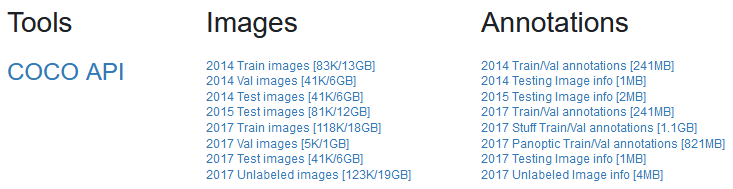 Tools
COCO API
Images
2014 Train images [83K/13GB]
2014 Val images [41K/6GB]
2014 Test images [41K/6GB]
2015 Test images [81K/12GB]
2017 Train images [118K/18GB]
2017 Val images [5K/1GB]
2017 Test images [41K/6GB]
2017 Unlabeled images [123K/19GB]
Annotations
2014 Train/Val annotations [241MB]
2014 Testing Image info [1MB]
2015 Testing Image info [2MB]
2017 Train/Val annotations [241MB]
2017 Stuff Train/Val annotations [1.1GB]
2017 Panoptic Train/Val annotations [821MB]
2017 Testing Image info [1MB]
2017 Unlabeled Image info [4MB]